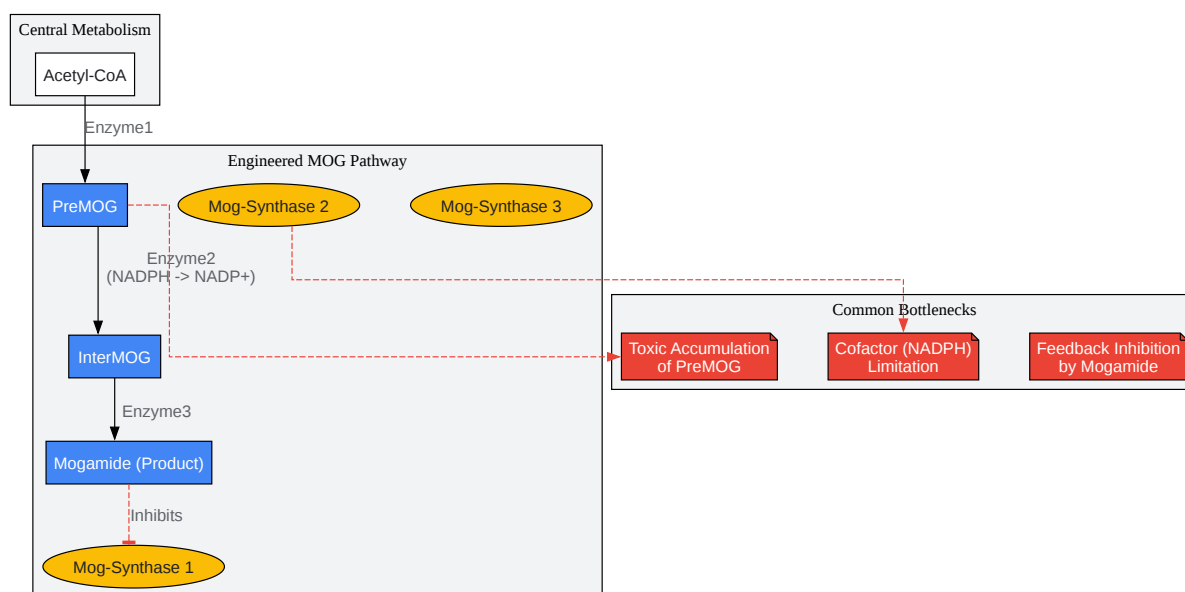 Central Metabolism
Acetyl-CoA
Enzyme1
Engineered MOG Pathway
PreMOG
Mog-Synthase 2
Mog-Synthase 3
Enzyme2
(NADPH -> NADP+)
Common Bottlenecks
InterMOG
Toxic Accumulation
of PreMOG
Cofactor (NADPH)
Limitation
Feedback Inhibition
by Mogamide
Enzyme3
Mogamide (Product)
Inhibits
Mog-Synthase 1